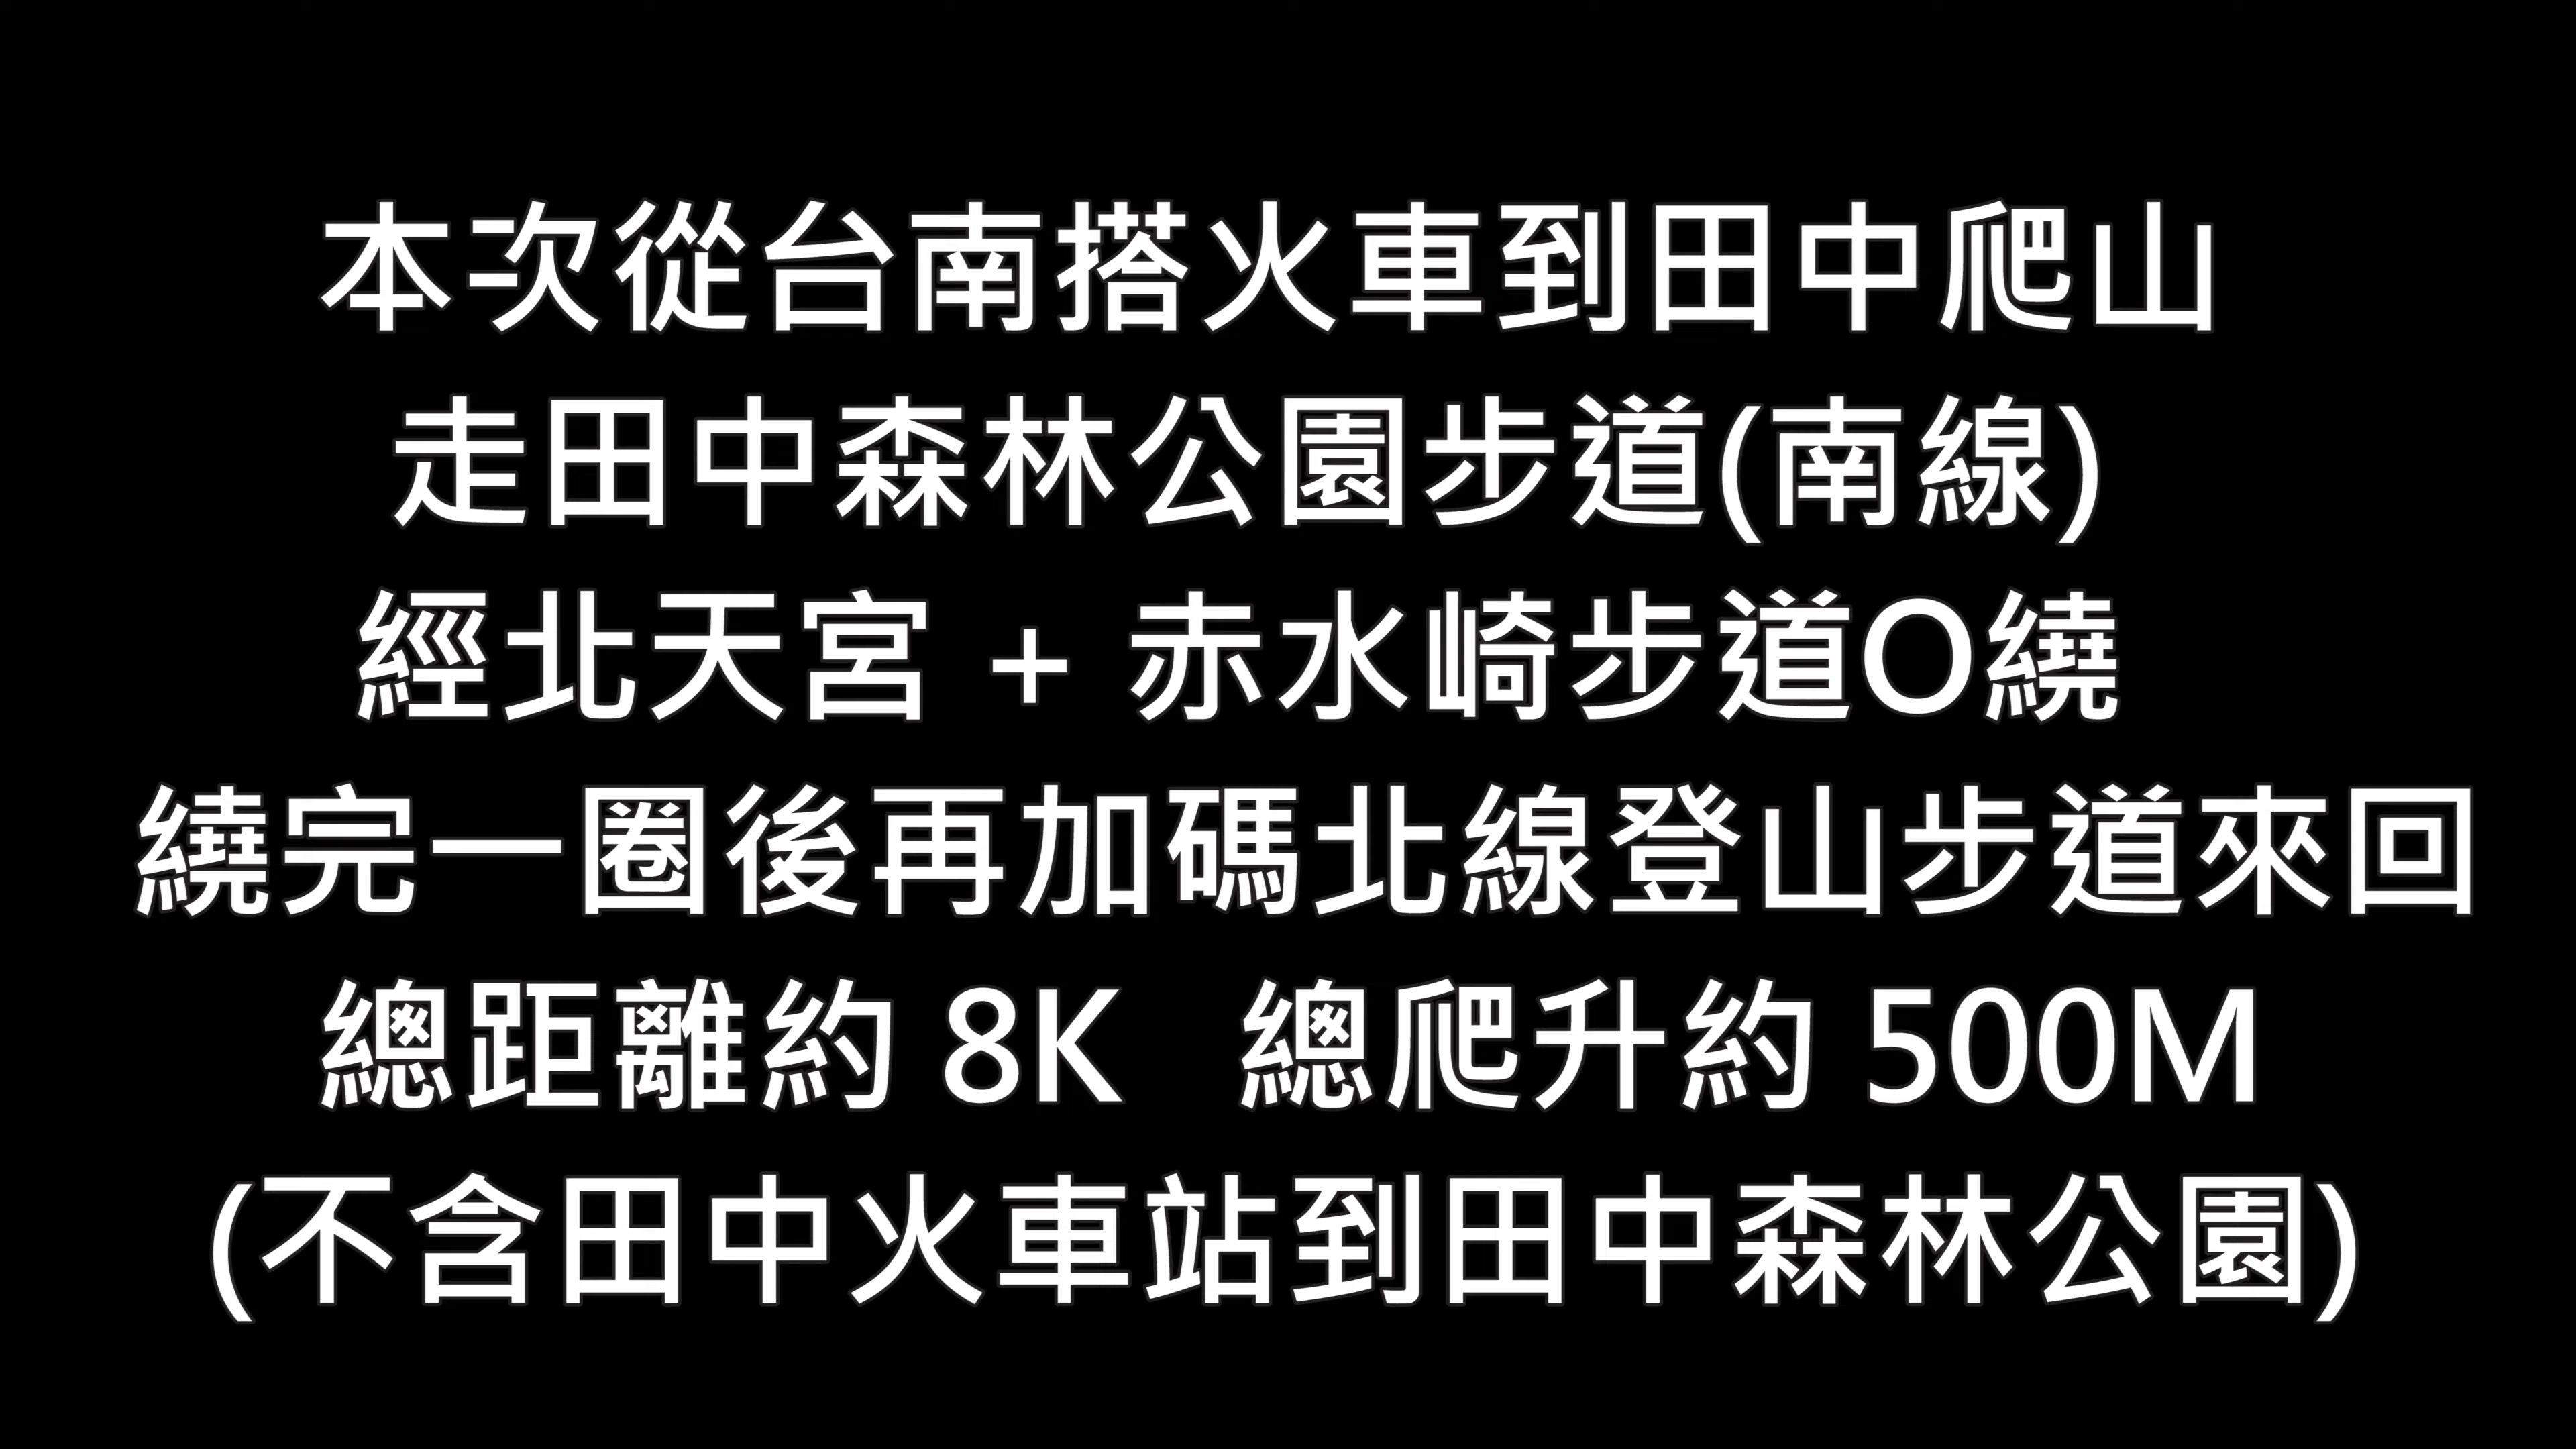 本次從台南搭火車到田中爬山
走田中森林公園步道(南線)
經北天宮 + 赤水崎步道O繞
繞完一圈後再加碼北線登山步道來回
總距離約 8K 總爬升約 500M
(不含田中火車站到田中森林公園)